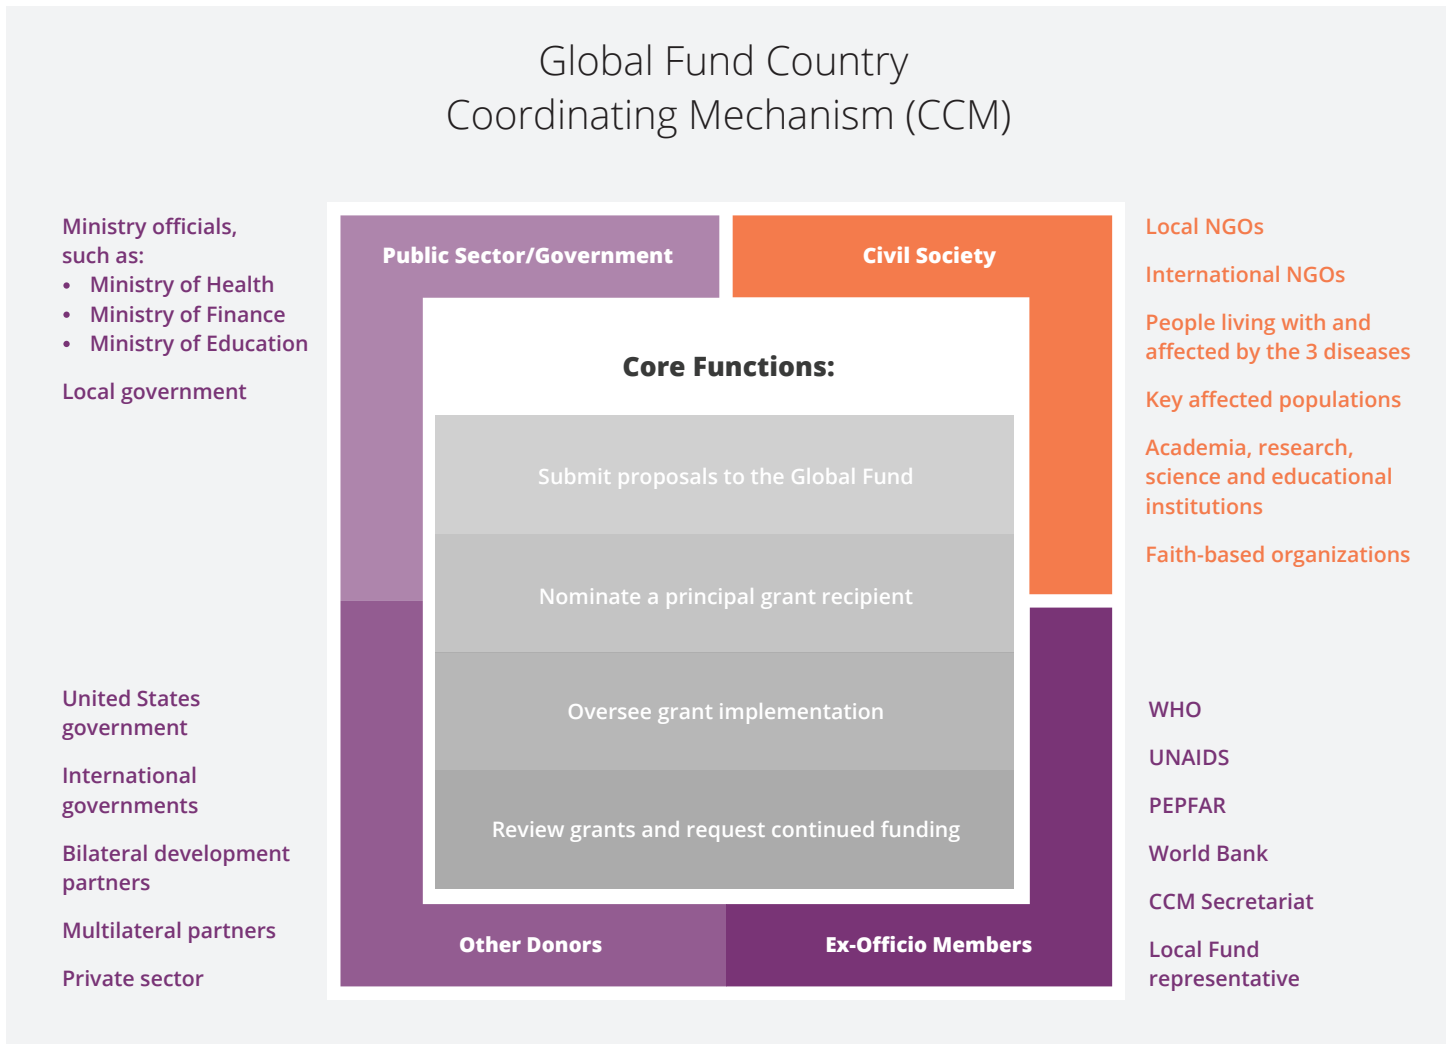 Global Fund Country
Coordinating Mechanism (CCM)
Ministry officials,
such as:
• Ministry of Health
• Ministry of Finance
• Ministry of Education
Local government
Public Sector/Government
Civil Society
Local NGOs
International NGOs
People living with and
affected by the 3 diseases
Key affected populations
Academia, research,
science and educational
institutions
Faith-based organizations
Core Functions:
Submit proposals to the Global Fund
Nominate a principal grant recipient
Oversee grant implementation
Review grants and request continued funding
United States
government
International
governments
Bilateral development
partners
Multilateral partners
Private sector
Other Donors
Ex-Officio Members
WHO
UNAIDS
PEPFAR
World Bank
CCM Secretariat
Local Fund
representative